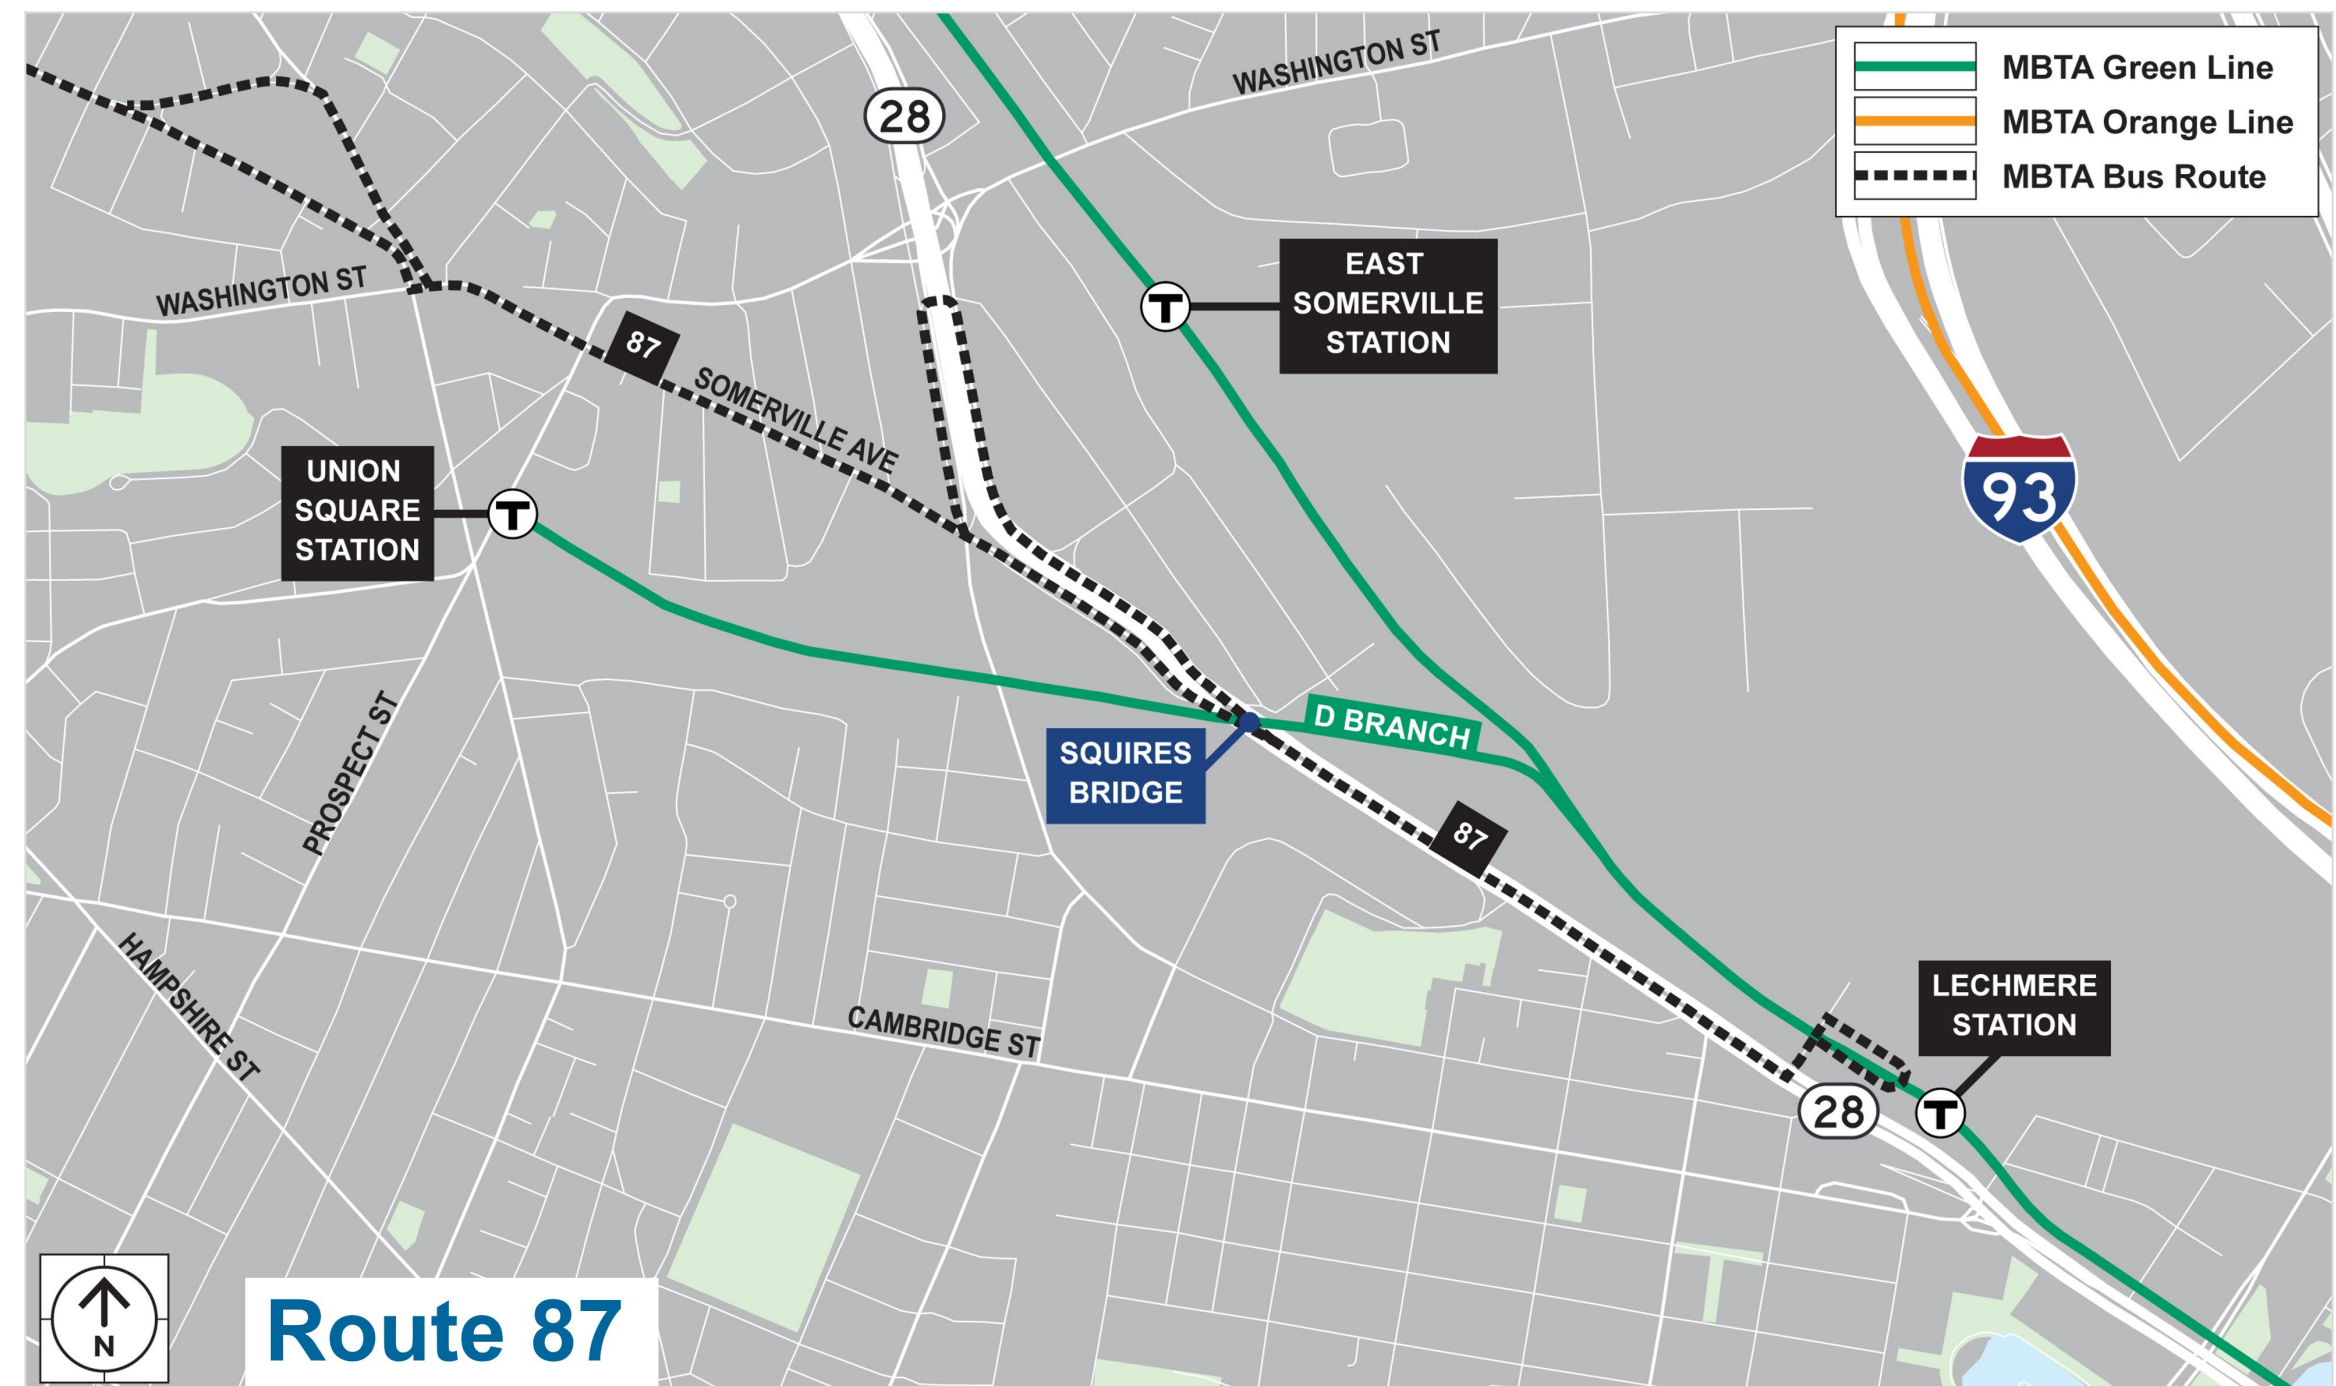 WASHINGTON ST
28
MBTA Green Line
MBTA Orange Line
MBTA Bus Route
EAST
SOMERVILLE
STATION
T
WASHINGTON ST
87
SOMERVILLE AVE
UNION
SQUARE
STATION
T
93
D BRANCH
SQUIRES
BRIDGE
87
PROSPECT ST
HAMPSHIRE ST
CAMBRIDGE ST
LECHMERE
STATION
28
T
N
Route 87